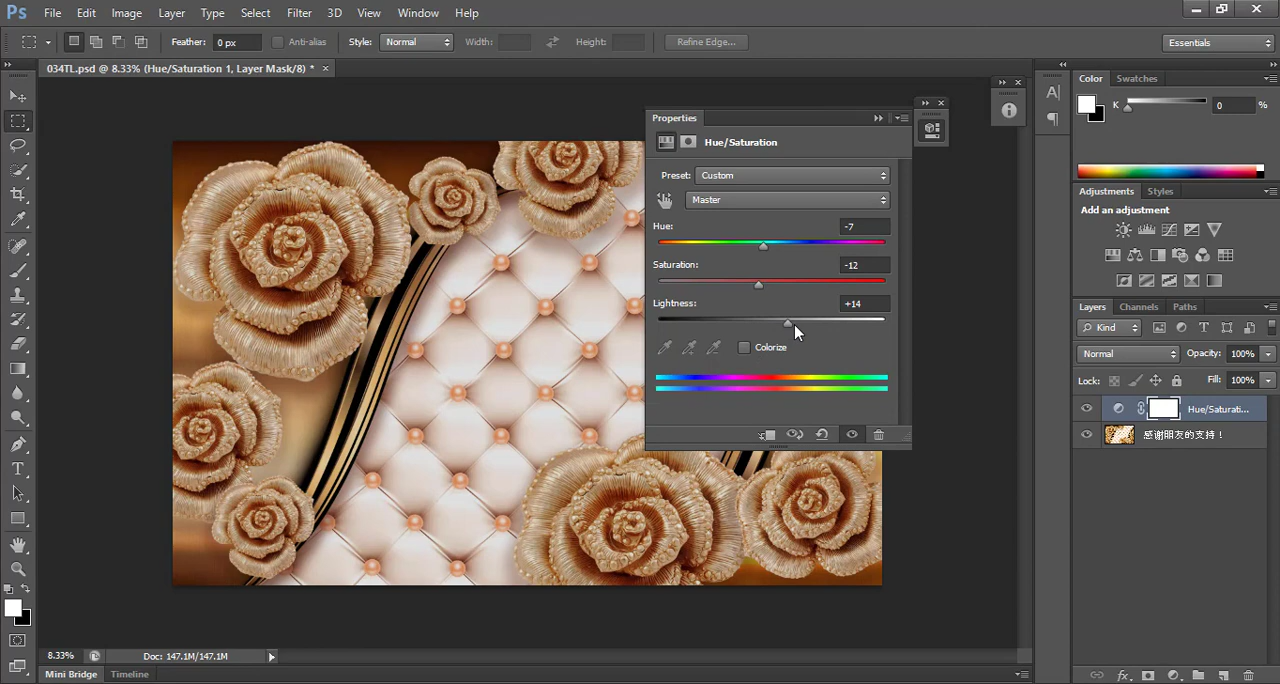 Ps File Edit Image Layer Type Select Filter 3D View Window Help
Feather: 0 px Anti-alias Style: Normal Width: Height: Refine Edge... Essentials
034TL.psd @ 8.33% (Hue/Saturation 1, Layer Mask/8) * ×
Color Swatches
K 0 %
Properties
Hue/Saturation
Preset: Custom
Master
Hue: -7
Saturation: -12
Lightness: +14
Colorize
Adjustments Styles
Add an adjustment
Layers Channels Paths
Kind T
Normal Opacity: 100%
Lock: Fill: 100%
Hue/Saturati...
感谢朋友的支持！
8.33% Doc: 147.1M/147.1M
Mini Bridge Timeline